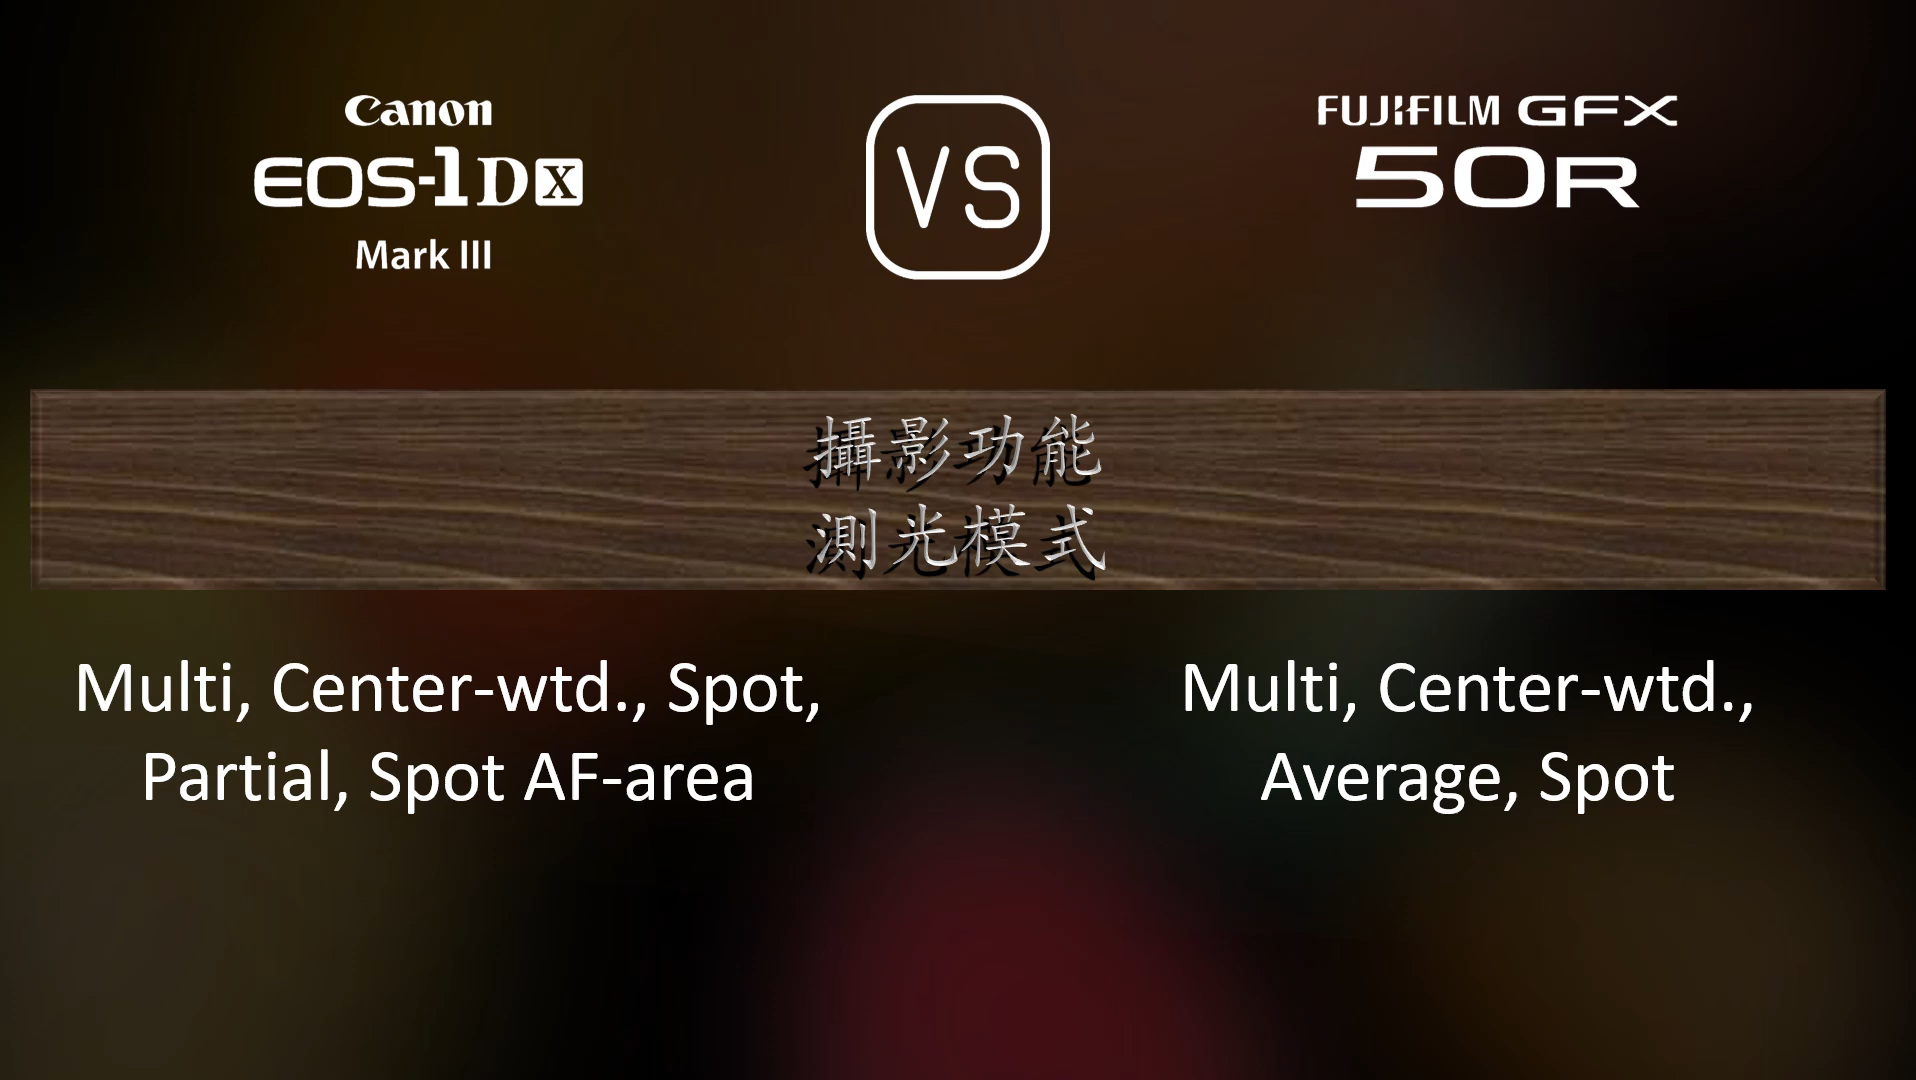 Canon
EOS-1DX
Mark III
VS
FUJIFILM GFX
50R
攝影功能
測光模式
Multi, Center-wtd., Spot,
Partial, Spot AF-area
Multi, Center-wtd.,
Average, Spot